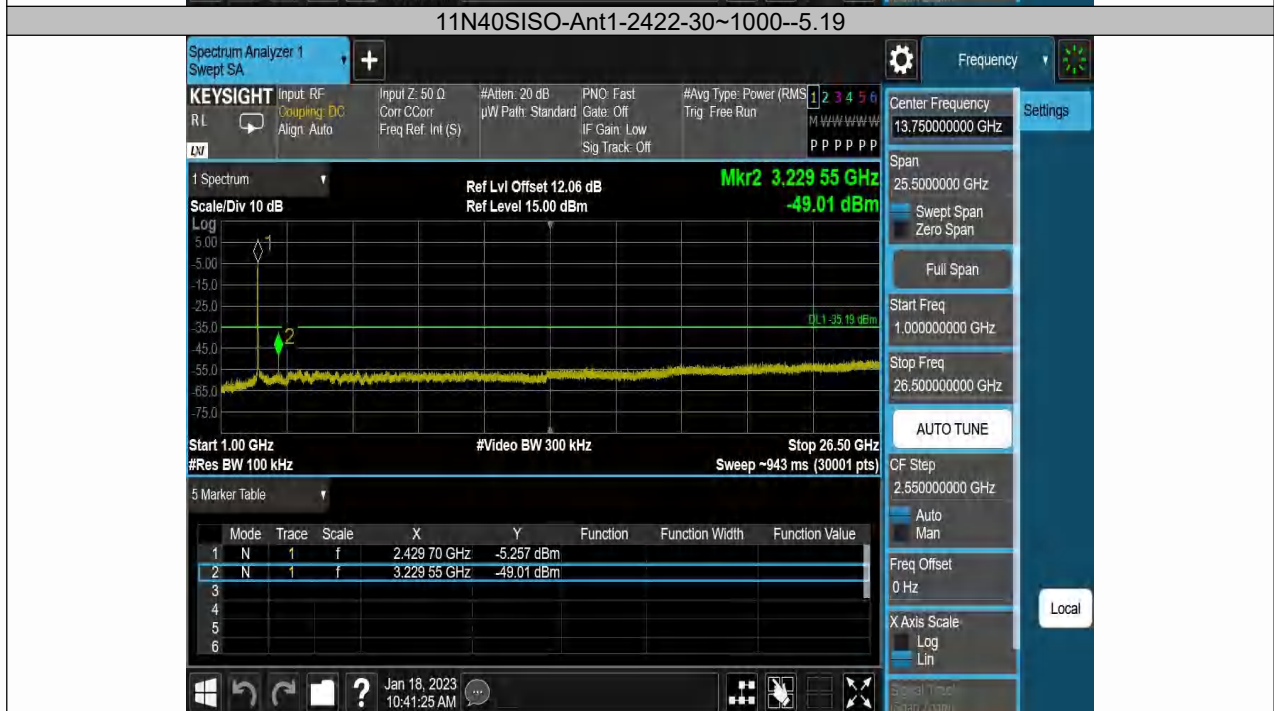 11N40SISO-Ant1-2422-30~1000--5.19
Spectrum Analyzer 1
Swept SA
+
Frequency
KEYSIGHT
RL
LXI
Input: RF
Coupling: DC
Align: Auto
Input Z: 50 Ω
Corr CCorr
Freq Ref: Int (S)
#Atten: 20 dB
µW Path: Standard
PNO: Fast
Gate: Off
IF Gain: Low
Sig Track: Off
#Avg Type: Power (RMS
Trig: Free Run
1 2 3 4 5 6
M W W W W W
P P P P P P
Center Frequency
13.750000000 GHz
Settings
Span
25.5000000 GHz
Swept Span
Zero Span
Full Span
Start Freq
1.000000000 GHz
Stop Freq
26.500000000 GHz
AUTO TUNE
CF Step
2.550000000 GHz
Auto
Man
Freq Offset
0 Hz
X Axis Scale
Log
Lin
Local
1 Spectrum
Scale/Div 10 dB
Ref Lvl Offset 12.06 dB
Ref Level 15.00 dBm
Mkr2 3.229 55 GHz
-49.01 dBm
Log
5.00
-5.00
-15.0
-25.0
-35.0
-45.0
-55.0
-65.0
-75.0
1
2
DL1 -35.19 dBm
Start 1.00 GHz
#Res BW 100 kHz
#Video BW 300 kHz
Stop 26.50 GHz
Sweep ~943 ms (30001 pts)
5 Marker Table
Mode Trace Scale X Y Function Function Width Function Value
1 N 1 f 2.429 70 GHz -5.257 dBm
2 N 1 f 3.229 55 GHz -49.01 dBm
3
4
5
6
?
Jan 18, 2023
10:41:25 AM